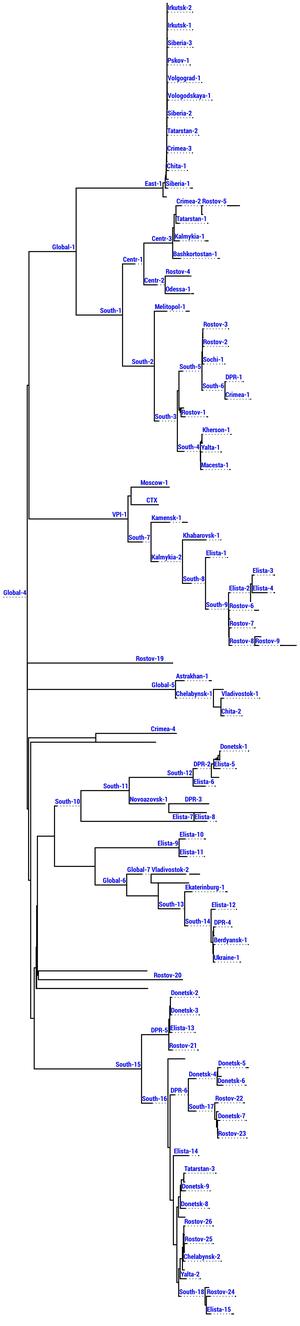 Irkutsk-2
Irkutsk-1
Siberia-3
Pskov-1
Volgograd-1
Vologodskaya-1
Siberia-2
Tatarstan-2
Crimea-3
Chita-1
East-1 Siberia-1
Crimea-2 Rostov-5
Tatarstan-1
Centr-3 Kalmykia-1
Global-1
Bashkortostan-1
Centr-1
Rostov-4
Centr-2
Odessa-1
South-1 Melitopol-1
Rostov-3
Rostov-2
South-2 Sochi-1
South-5
DPR-1
South-6
Crimea-1
Rostov-1
South-3
Kherson-1
South-4 Yalta-1
Macesta-1
Moscow-1
CTX
VPI-1
Kamensk-1
South-7
Khabarovsk-1
Kalmykia-2
Elista-1
Elista-3
South-8
Elista-2 Elista-4
Global-4
South-9 Rostov-6
Rostov-7
Rostov-8 Rostov-9
Rostov-19
Astrakhan-1
Global-5
Chelabynsk-1 Vladivostok-1
Chita-2
Crimea-4
Donetsk-1
DPR-2 Elista-5
South-12
Elista-6
South-11
Novoazovsk-1 DPR-3
South-10
Elista-7 Elista-8
Elista-10
Elista-9
Elista-11
Global-7 Vladivostok-2
Global-6
Ekaterinburg-1
South-13 Elista-12
South-14 DPR-4
Berdyansk-1
Ukraine-1
Rostov-20
Donetsk-2
Donetsk-3
DPR-5 Elista-13
Rostov-21
South-15
Donetsk-5
Donetsk-4
Donetsk-6
DPR-6
South-16 Rostov-22
South-17
Donetsk-7
Rostov-23
Elista-14
Tatarstan-3
Donetsk-9
Donetsk-8
Rostov-26
Rostov-25
Chelabynsk-2
Yalta-2
South-18 Rostov-24
Elista-15